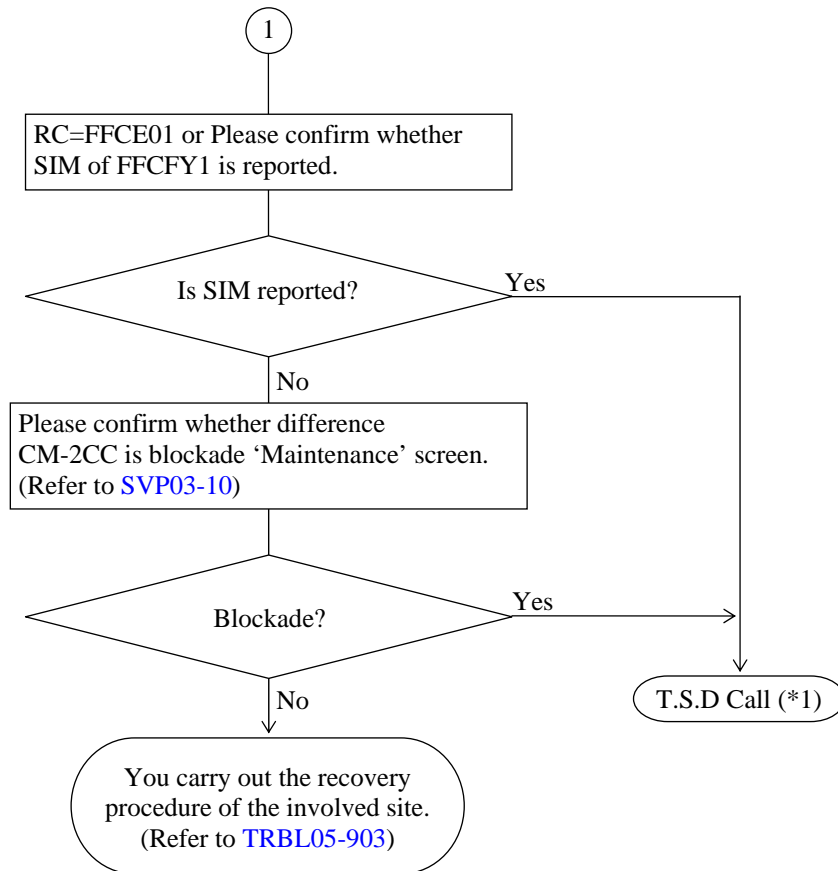 1
RC=FFCE01 or Please confirm whether
SIM of FFCFY1 is reported.
Is SIM reported?
Yes
No
Please confirm whether difference
CM-2CC is blockade ‘Maintenance’ screen.
(Refer to SVP03-10)
Blockade?
Yes
No
T.S.D Call (*1)
You carry out the recovery
procedure of the involved site.
(Refer to TRBL05-903)